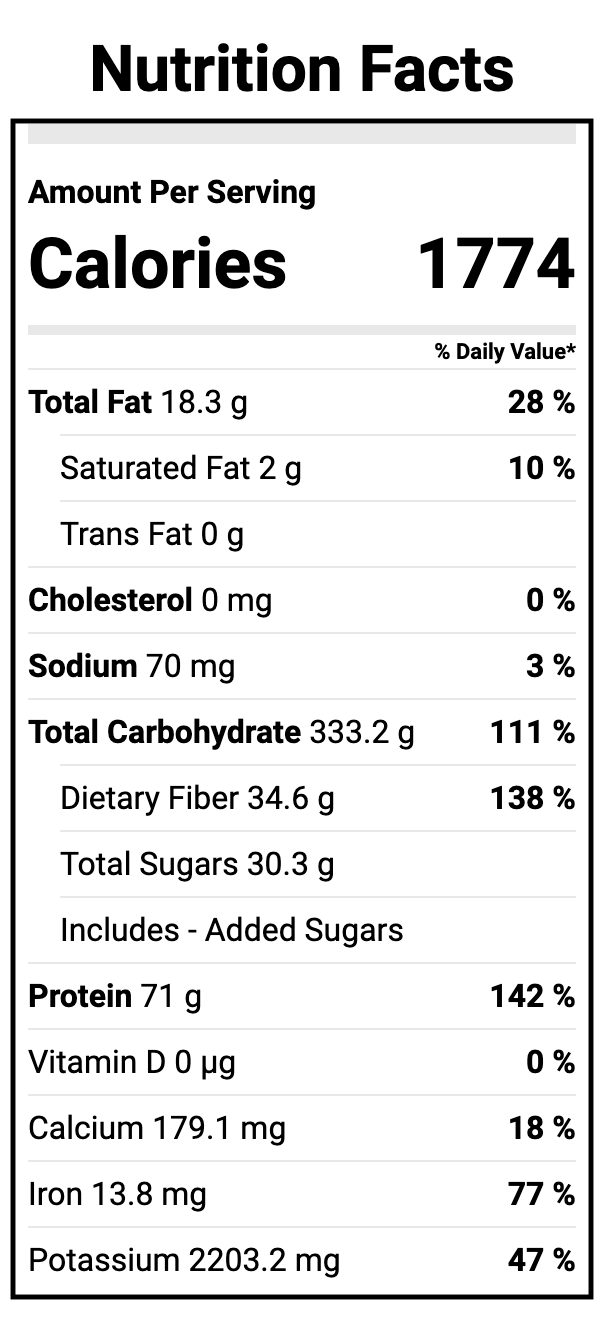 Nutrition Facts
Amount Per Serving
Calories 1774
% Daily Value*
Total Fat 18.3 g 28 %
Saturated Fat 2 g 10 %
Trans Fat 0 g
Cholesterol 0 mg 0 %
Sodium 70 mg 3 %
Total Carbohydrate 333.2 g 111 %
Dietary Fiber 34.6 g 138 %
Total Sugars 30.3 g
Includes - Added Sugars
Protein 71 g 142 %
Vitamin D 0 µg 0 %
Calcium 179.1 mg 18 %
Iron 13.8 mg 77 %
Potassium 2203.2 mg 47 %